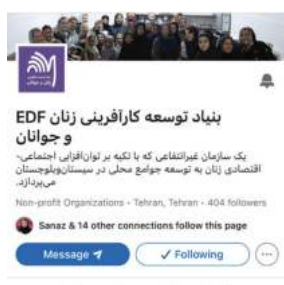 بنیاد توسعه کارآفرینی زنان EDF
و جوانان
یک سازمان غیرانتفاعی که با تکیه بر توان‌افزایی اجتماعی-
اقتصادی زنان به توسعه جوامع محلی در سیستان‌وبلوچستان
می‌پردازد.
Non-profit Organizations • Tehran, Tehran • 404 followers
Sanaz & 14 other connections follow this page
Message
✓ Following